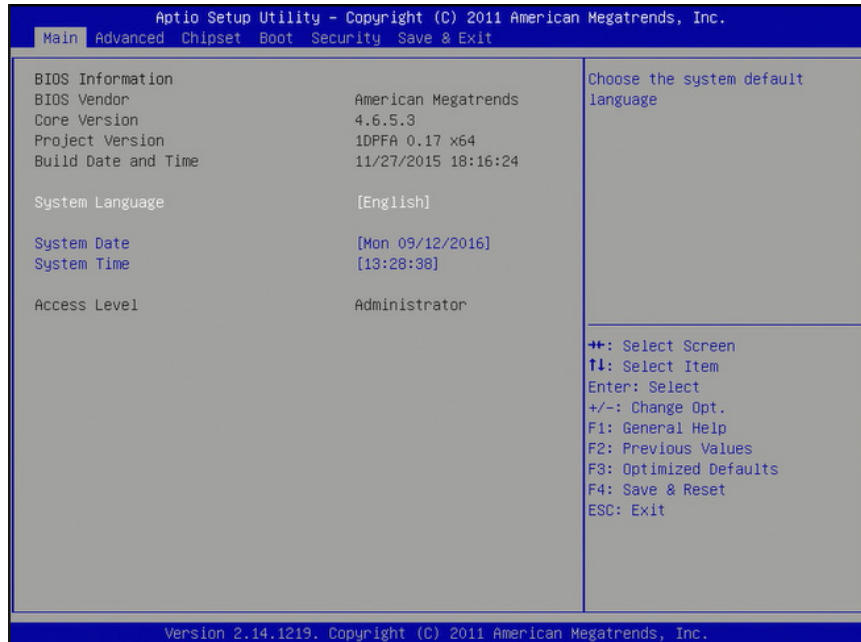 Aptio Setup Utility – Copyright (C) 2011 American Megatrends, Inc.
Main Advanced Chipset Boot Security Save & Exit
BIOS Information
BIOS Vendor American Megatrends
Core Version 4.6.5.3
Project Version 1DPFA 0.17 x64
Build Date and Time 11/27/2015 18:16:24
System Language [English]
System Date [Mon 09/12/2016]
System Time [13:28:38]
Access Level Administrator
Choose the system default
language
→←: Select Screen
↑↓: Select Item
Enter: Select
+/-: Change Opt.
F1: General Help
F2: Previous Values
F3: Optimized Defaults
F4: Save & Reset
ESC: Exit
Version 2.14.1219. Copyright (C) 2011 American Megatrends, Inc.